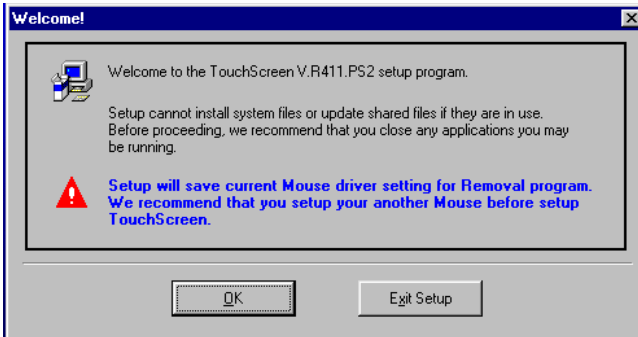 Welcome!
Welcome to the TouchScreen V.R411.PS2 setup program.
Setup cannot install system files or update shared files if they are in use.
Before proceeding, we recommend that you close any applications you may
be running.
Setup will save current Mouse driver setting for Removal program.
We recommend that you setup your another Mouse before setup
TouchScreen.
OK
Exit Setup